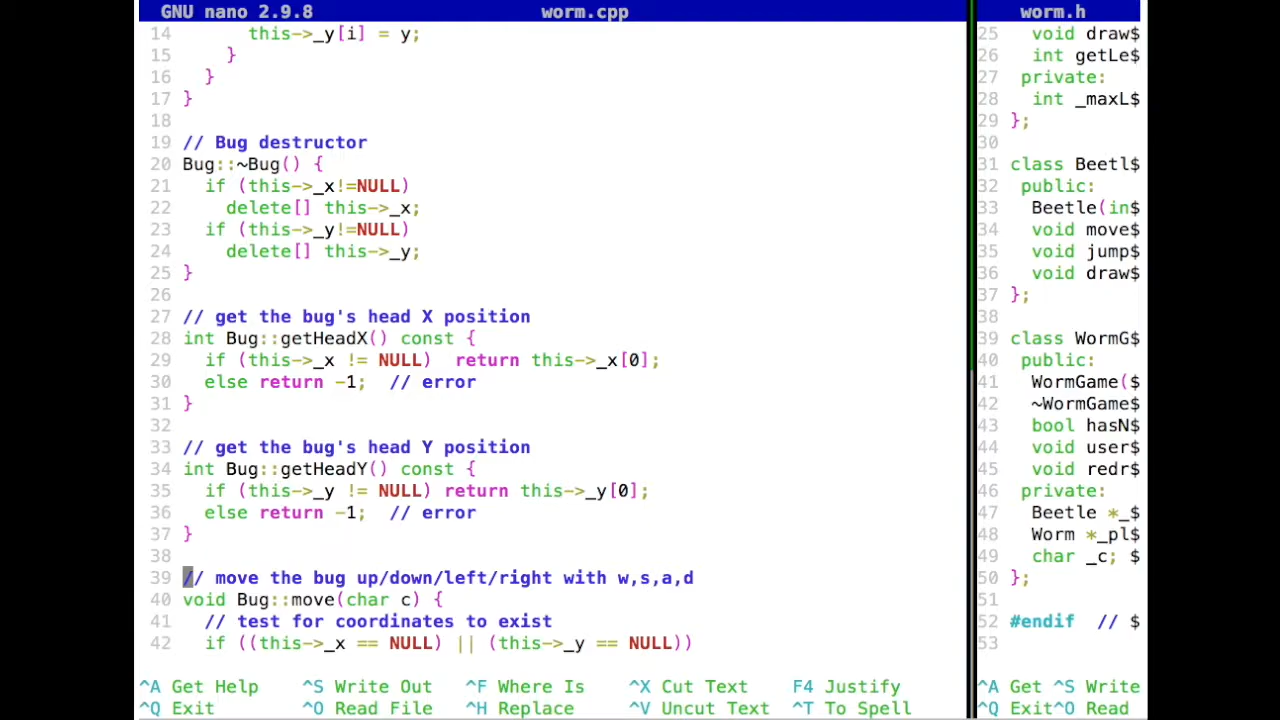 GNU nano 2.9.8 worm.cpp
14 this->_y[i] = y;
15 }
16 }
17 }
18
19 // Bug destructor
20 Bug::~Bug() {
21 if (this->_x!=NULL)
22 delete[] this->_x;
23 if (this->_y!=NULL)
24 delete[] this->_y;
25 }
26
27 // get the bug's head X position
28 int Bug::getHeadX() const {
29 if (this->_x != NULL)  return this->_x[0];
30 else return -1;  // error
31 }
32
33 // get the bug's head Y position
34 int Bug::getHeadY() const {
35 if (this->_y != NULL) return this->_y[0];
36 else return -1;  // error
37 }
38
39 // move the bug up/down/left/right with w,s,a,d
40 void Bug::move(char c) {
41 // test for coordinates to exist
42 if ((this->_x == NULL) || (this->_y == NULL))
^A Get Help ^S Write Out ^F Where Is ^X Cut Text F4 Justify
^Q Exit ^O Read File ^H Replace ^V Uncut Text ^T To Spell
worm.h
25 void draw$
26 int getLe$
27 private:
28 int _maxL$
29 };
30
31 class Beetl$
32 public:
33 Beetle(in$
34 void move$
35 void jump$
36 void draw$
37 };
38
39 class WormG$
40 public:
41 WormGame($
42 ~WormGame$
43 bool hasN$
44 void user$
45 void redr$
46 private:
47 Beetle *_$
48 Worm *_pl$
49 char _c; $
50 };
51
52 #endif  // $
53
^A Get ^S Write
^Q Exit^O Read